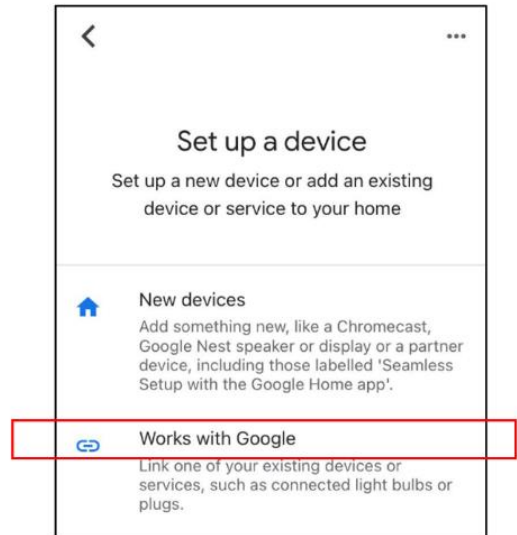 Set up a device
Set up a new device or add an existing
device or service to your home
New devices
Add something new, like a Chromecast,
Google Nest speaker or display or a partner
device, including those labelled 'Seamless
Setup with the Google Home app'.
Works with Google
Link one of your existing devices or
services, such as connected light bulbs or
plugs.